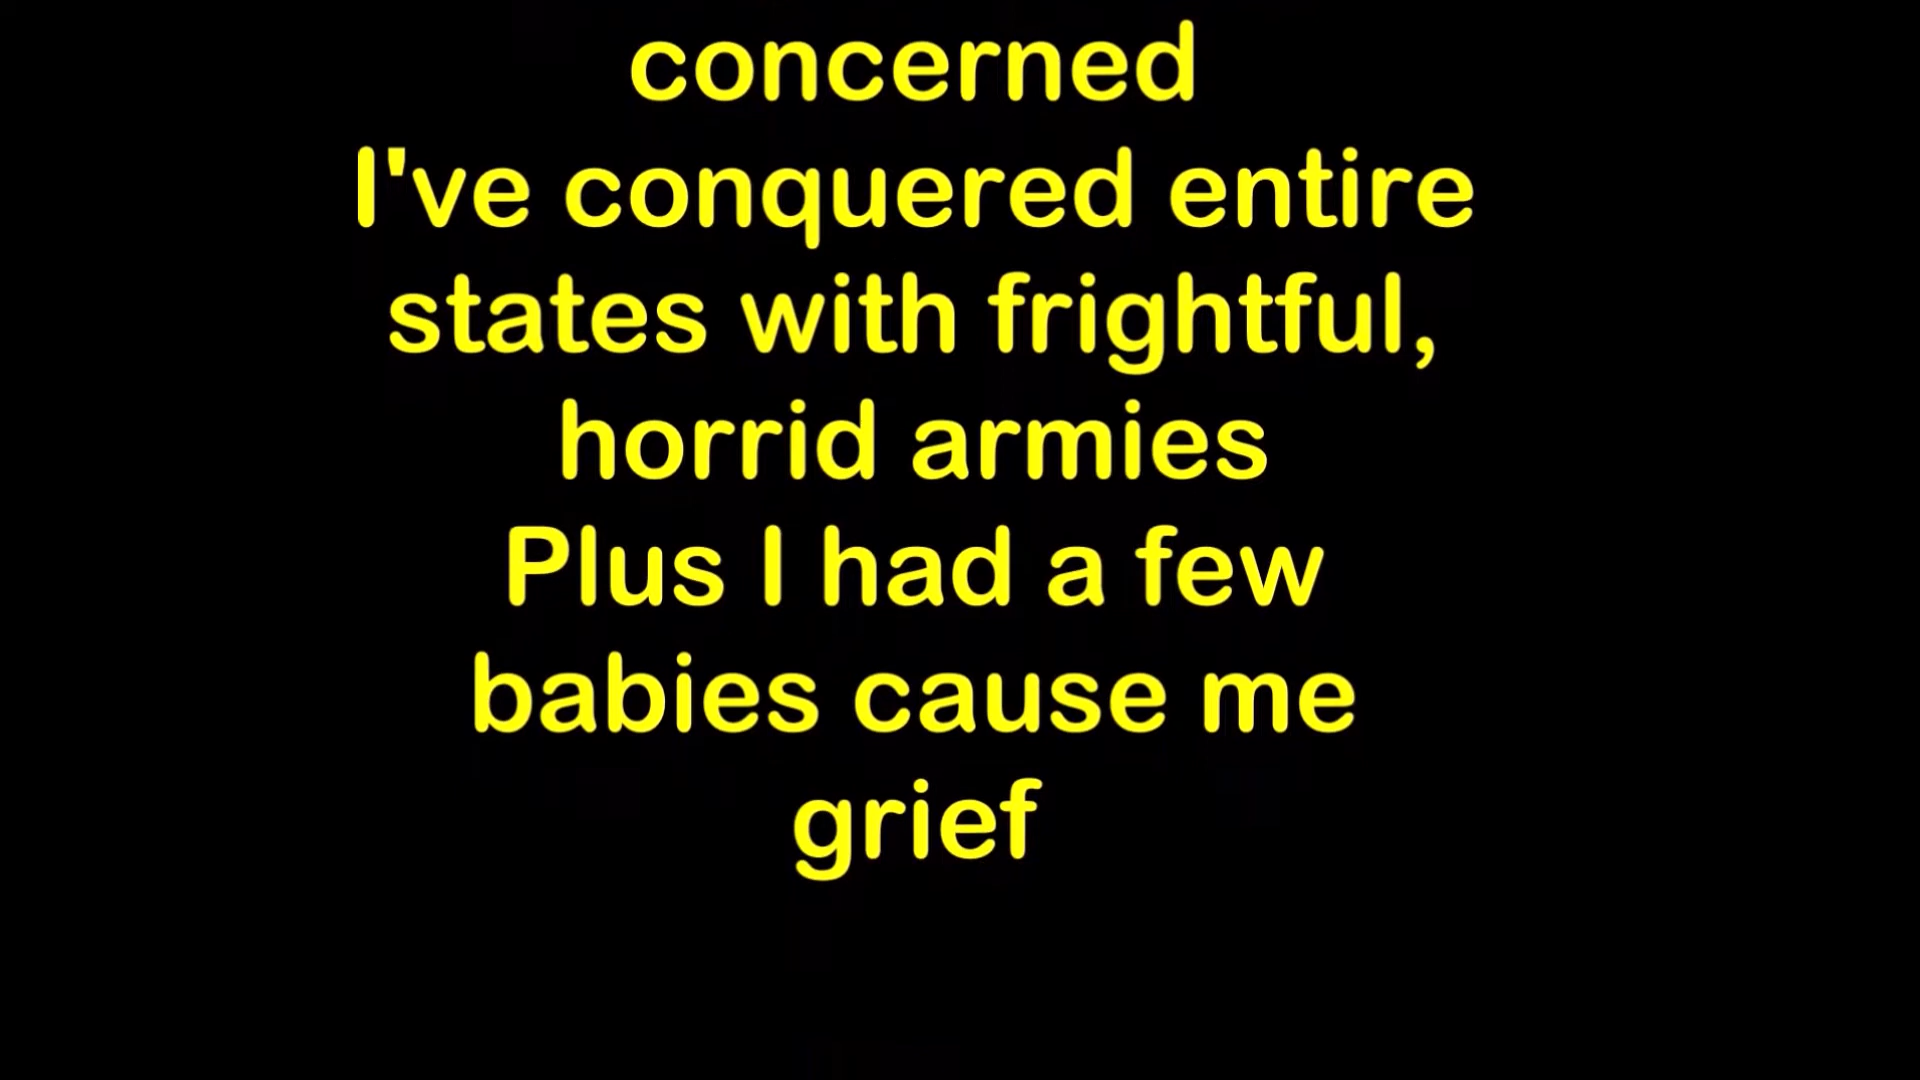 concerned
I've conquered entire
states with frightful,
horrid armies
Plus I had a few
babies cause me
grief